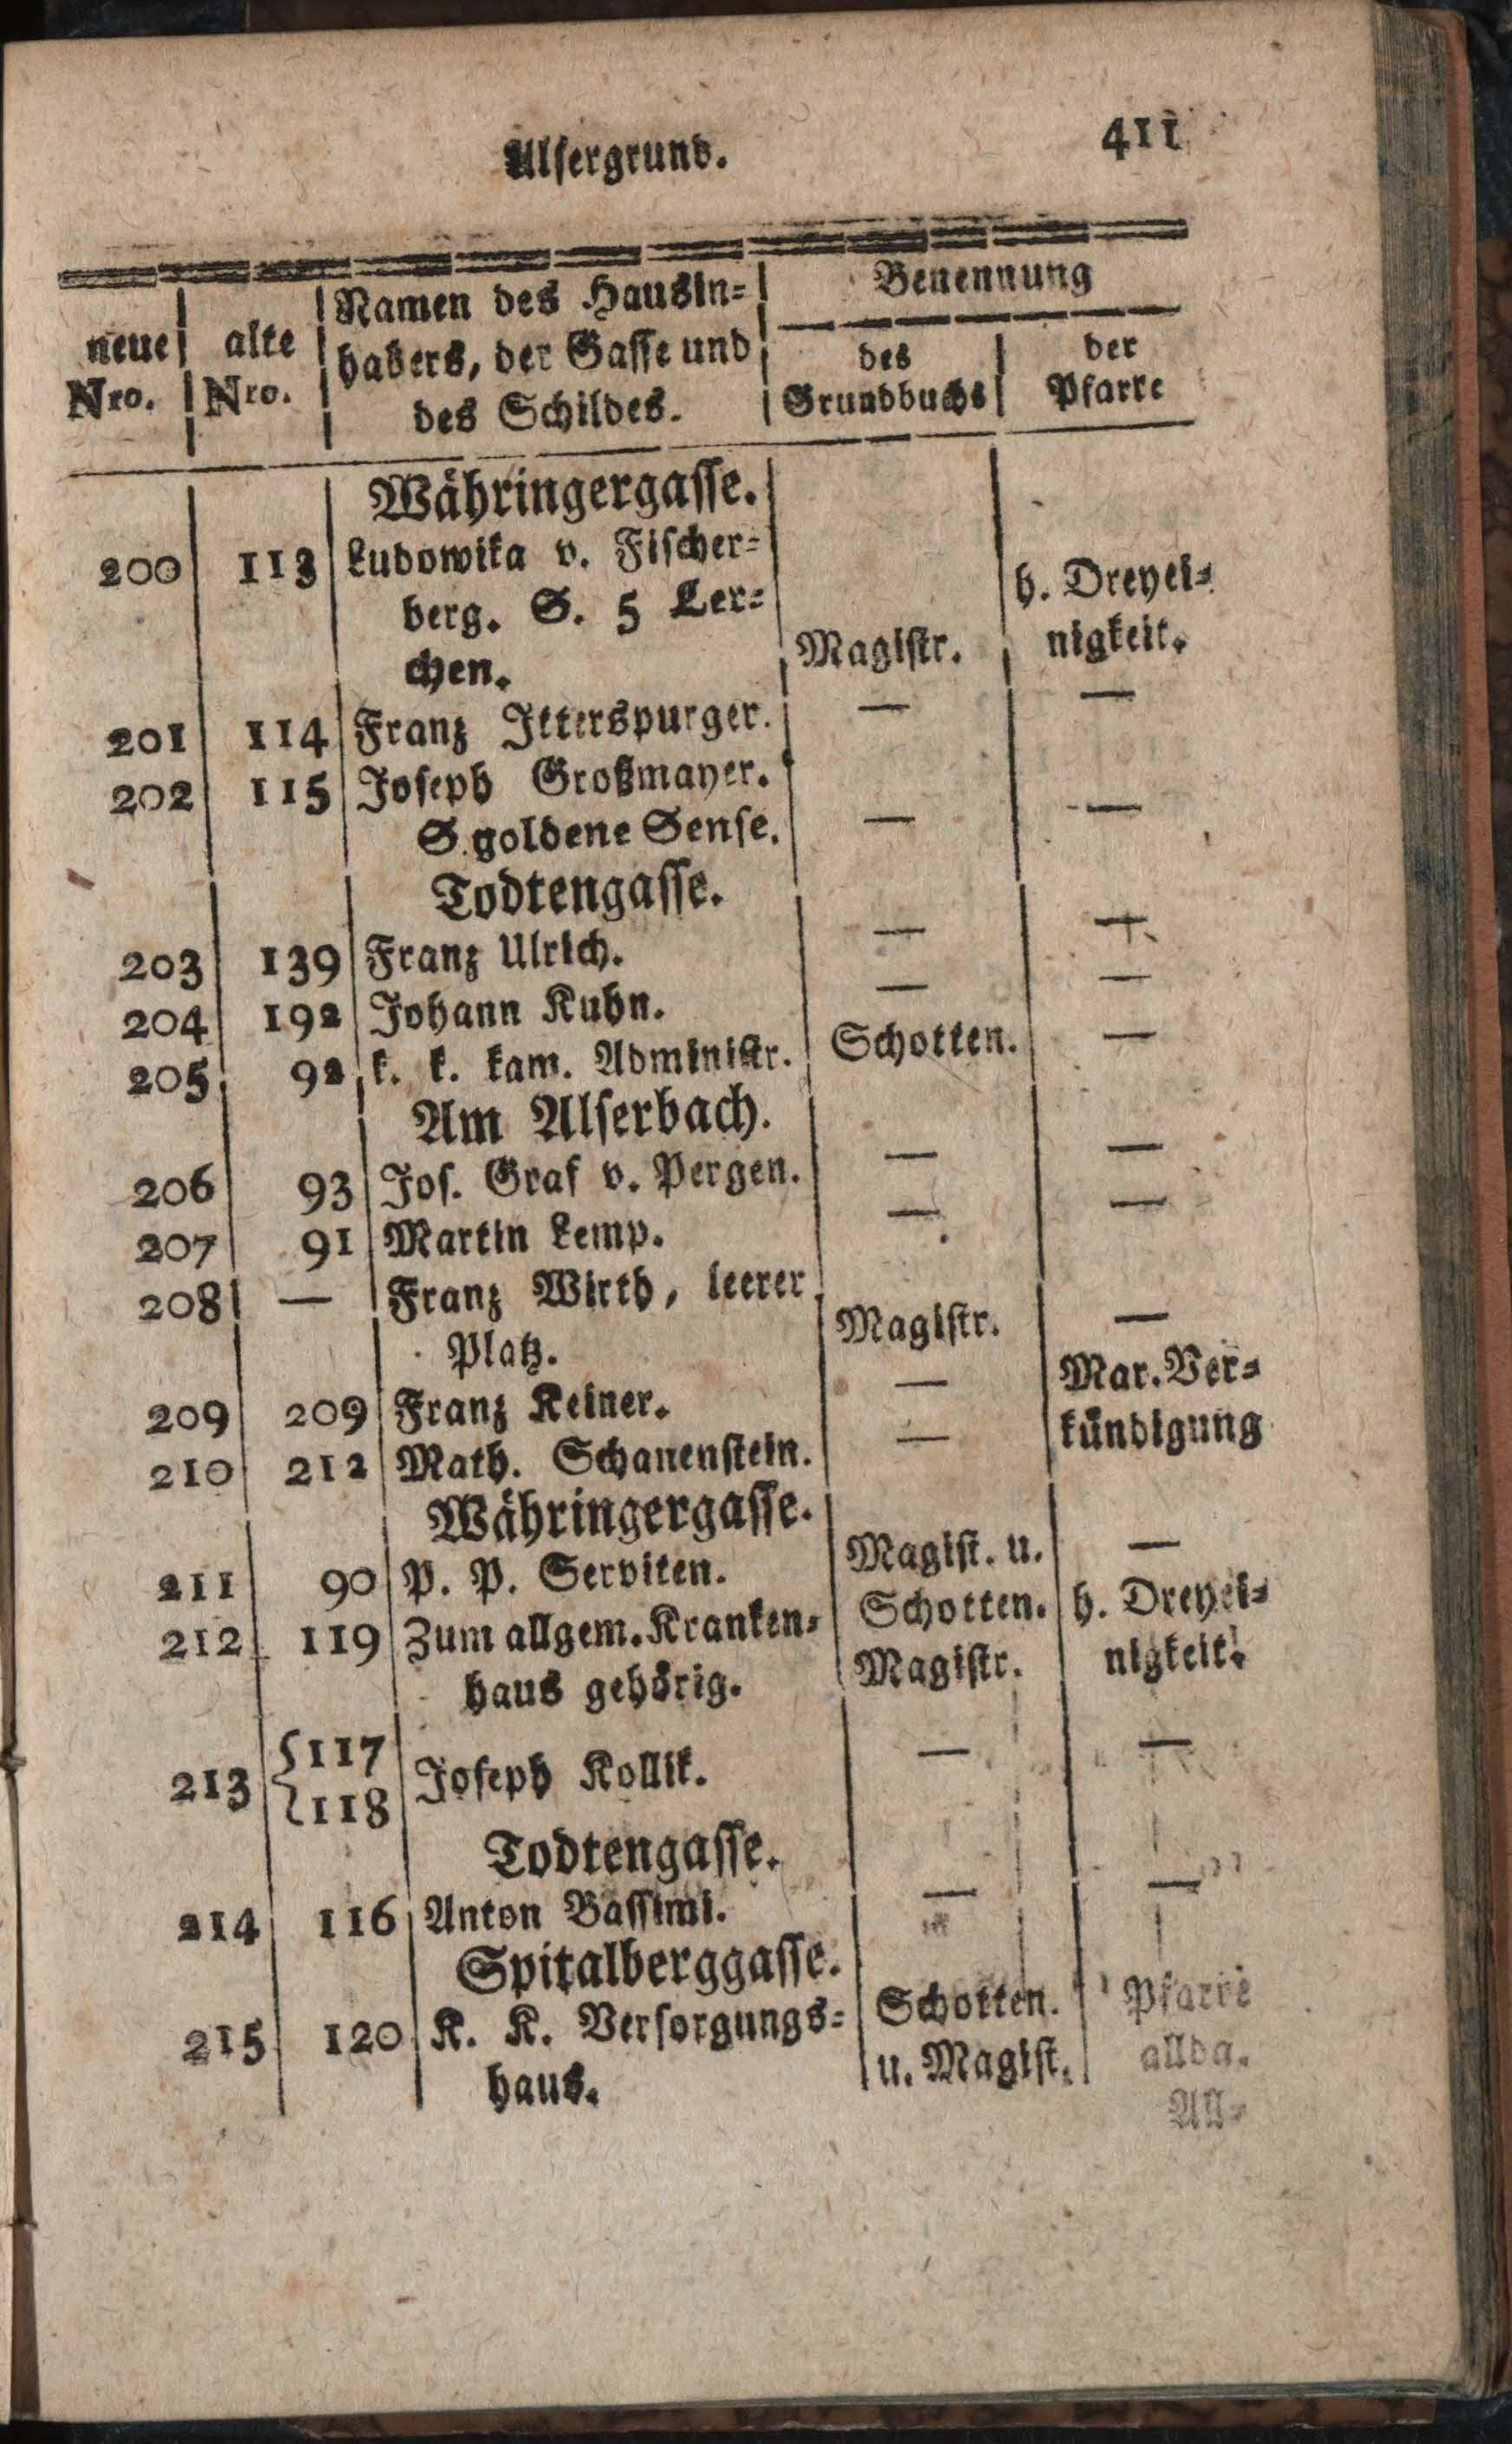 Alsergrund. 411
Benennung
Namen des Hausin=
neue alte habers, der Gasse und des der
Nro. Nro. des Schildes. Grundbuchs Pfarre
Währingergasse.
200 113 Ludowika v. Fischer=
berg. S. 5 Ler= h. Dreyei=
chen. Magistr. nigkeit.
201 114 Franz Itterspurger. — —
202 115 Joseph Großmayer.
S. goldene Sense. — —
Todtengasse.
203 139 Franz Ulrich. — —
204 192 Johann Kuhn. — —
205 92 k. k. kam. Administr. Schotten. —
Am Alserbach.
206 93 Jos. Graf v. Pergen. — —
207 91 Martin Lemp. — —
208 — Franz Wirth, leerer
Platz. Magistr. —
209 209 Franz Keiner. — Mar. Ver=
210 212 Math. Schanenstein. — kündigung
Währingergasse.
211 90 P. P. Serviten. Magist. u. —
Schotten.
212 119 Zum allgem. Kranken= h. Dreyei=
haus gehörig. Magistr. nigkeit.
213 {117 Joseph Kollik. — —
{118
Todtengasse.
214 116 Anton Bassimi. — —
Spitalberggasse.
215 120 K. K. Versorgungs= Schotten. Pfarre
haus. u. Magist. allda.
All=